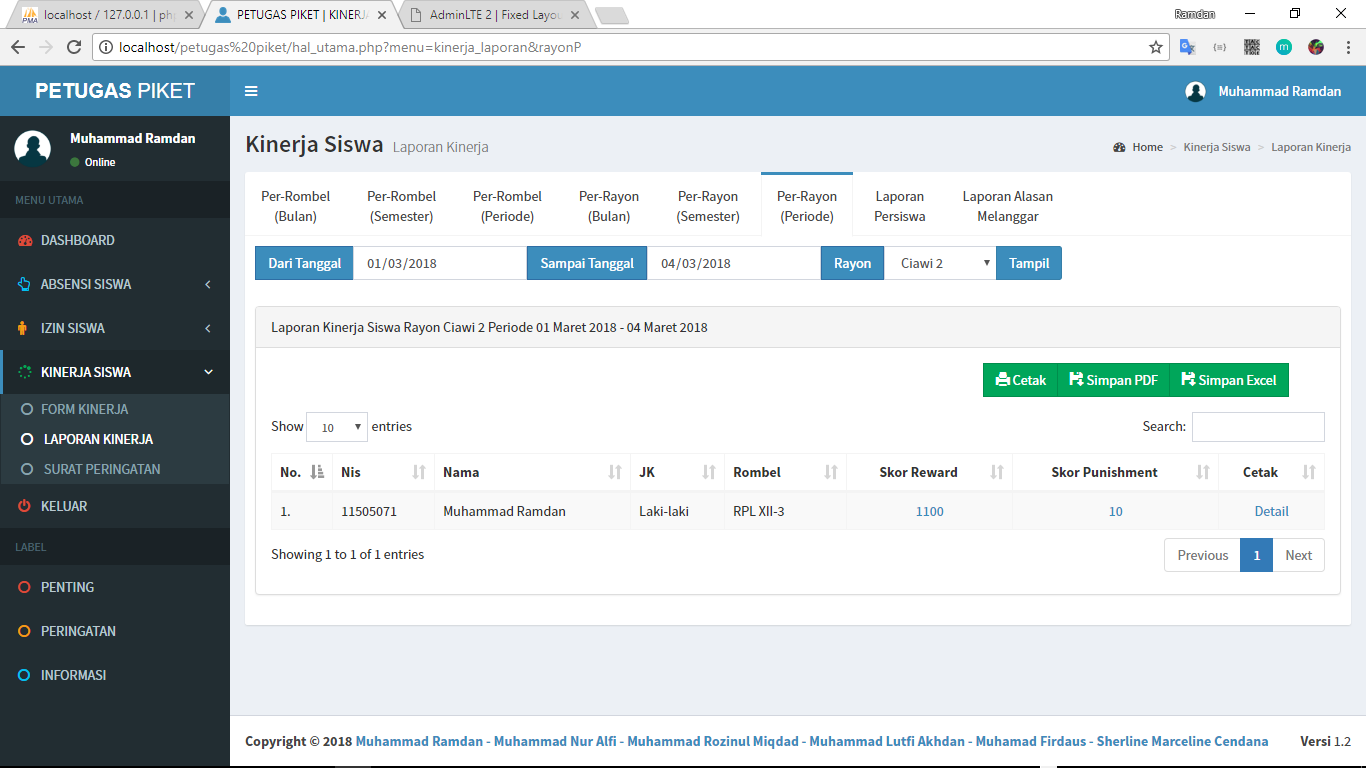 localhost / 127.0.0.1 | ph
PETUGAS PIKET | KINERJ
AdminLTE 2 | Fixed Layou
Ramdan
localhost/petugas%20piket/hal_utama.php?menu=kinerja_laporan&rayonP
PETUGAS PIKET
Muhammad Ramdan
Muhammad Ramdan
Online
MENU UTAMA
DASHBOARD
ABSENSI SISWA
IZIN SISWA
KINERJA SISWA
FORM KINERJA
LAPORAN KINERJA
SURAT PERINGATAN
KELUAR
LABEL
PENTING
PERINGATAN
INFORMASI
Kinerja Siswa Laporan Kinerja
Home > Kinerja Siswa > Laporan Kinerja
Per-Rombel
(Bulan)
Per-Rombel
(Semester)
Per-Rombel
(Periode)
Per-Rayon
(Bulan)
Per-Rayon
(Semester)
Per-Rayon
(Periode)
Laporan
Persiswa
Laporan Alasan
Melanggar
Dari Tanggal 01/03/2018 Sampai Tanggal 04/03/2018 Rayon Ciawi 2 Tampil
Laporan Kinerja Siswa Rayon Ciawi 2 Periode 01 Maret 2018 - 04 Maret 2018
Cetak Simpan PDF Simpan Excel
Show 10 entries Search:
No. Nis Nama JK Rombel Skor Reward Skor Punishment Cetak
1. 11505071 Muhammad Ramdan Laki-laki RPL XII-3 1100 10 Detail
Showing 1 to 1 of 1 entries
Previous 1 Next
Copyright © 2018 Muhammad Ramdan - Muhammad Nur Alfi - Muhammad Rozinul Miqdad - Muhammad Lutfi Akhdan - Muhamad Firdaus - Sherline Marceline Cendana
Versi 1.2